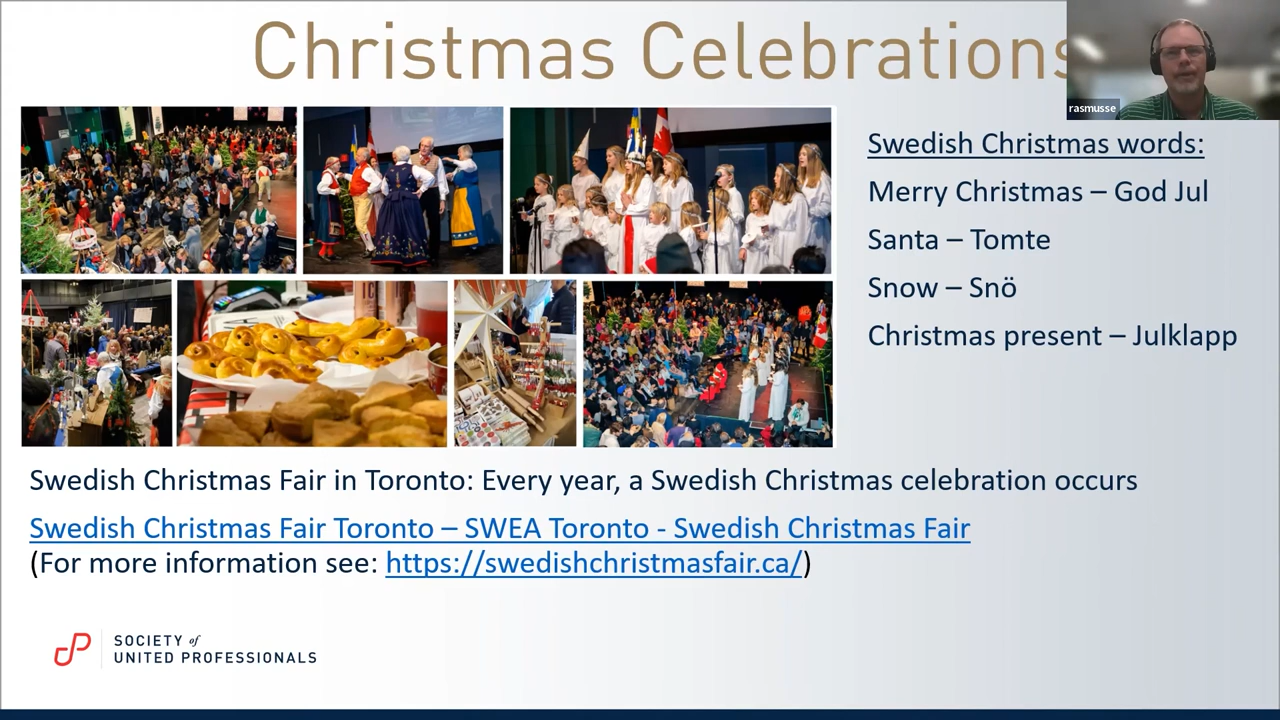 Christmas Celebrations
rasmusse
Swedish Christmas words:
Merry Christmas – God Jul
Santa – Tomte
Snow – Snö
Christmas present – Julklapp
Swedish Christmas Fair in Toronto: Every year, a Swedish Christmas celebration occurs
Swedish Christmas Fair Toronto – SWEA Toronto - Swedish Christmas Fair
(For more information see: https://swedishchristmasfair.ca/)
SOCIETY of
UNITED PROFESSIONALS